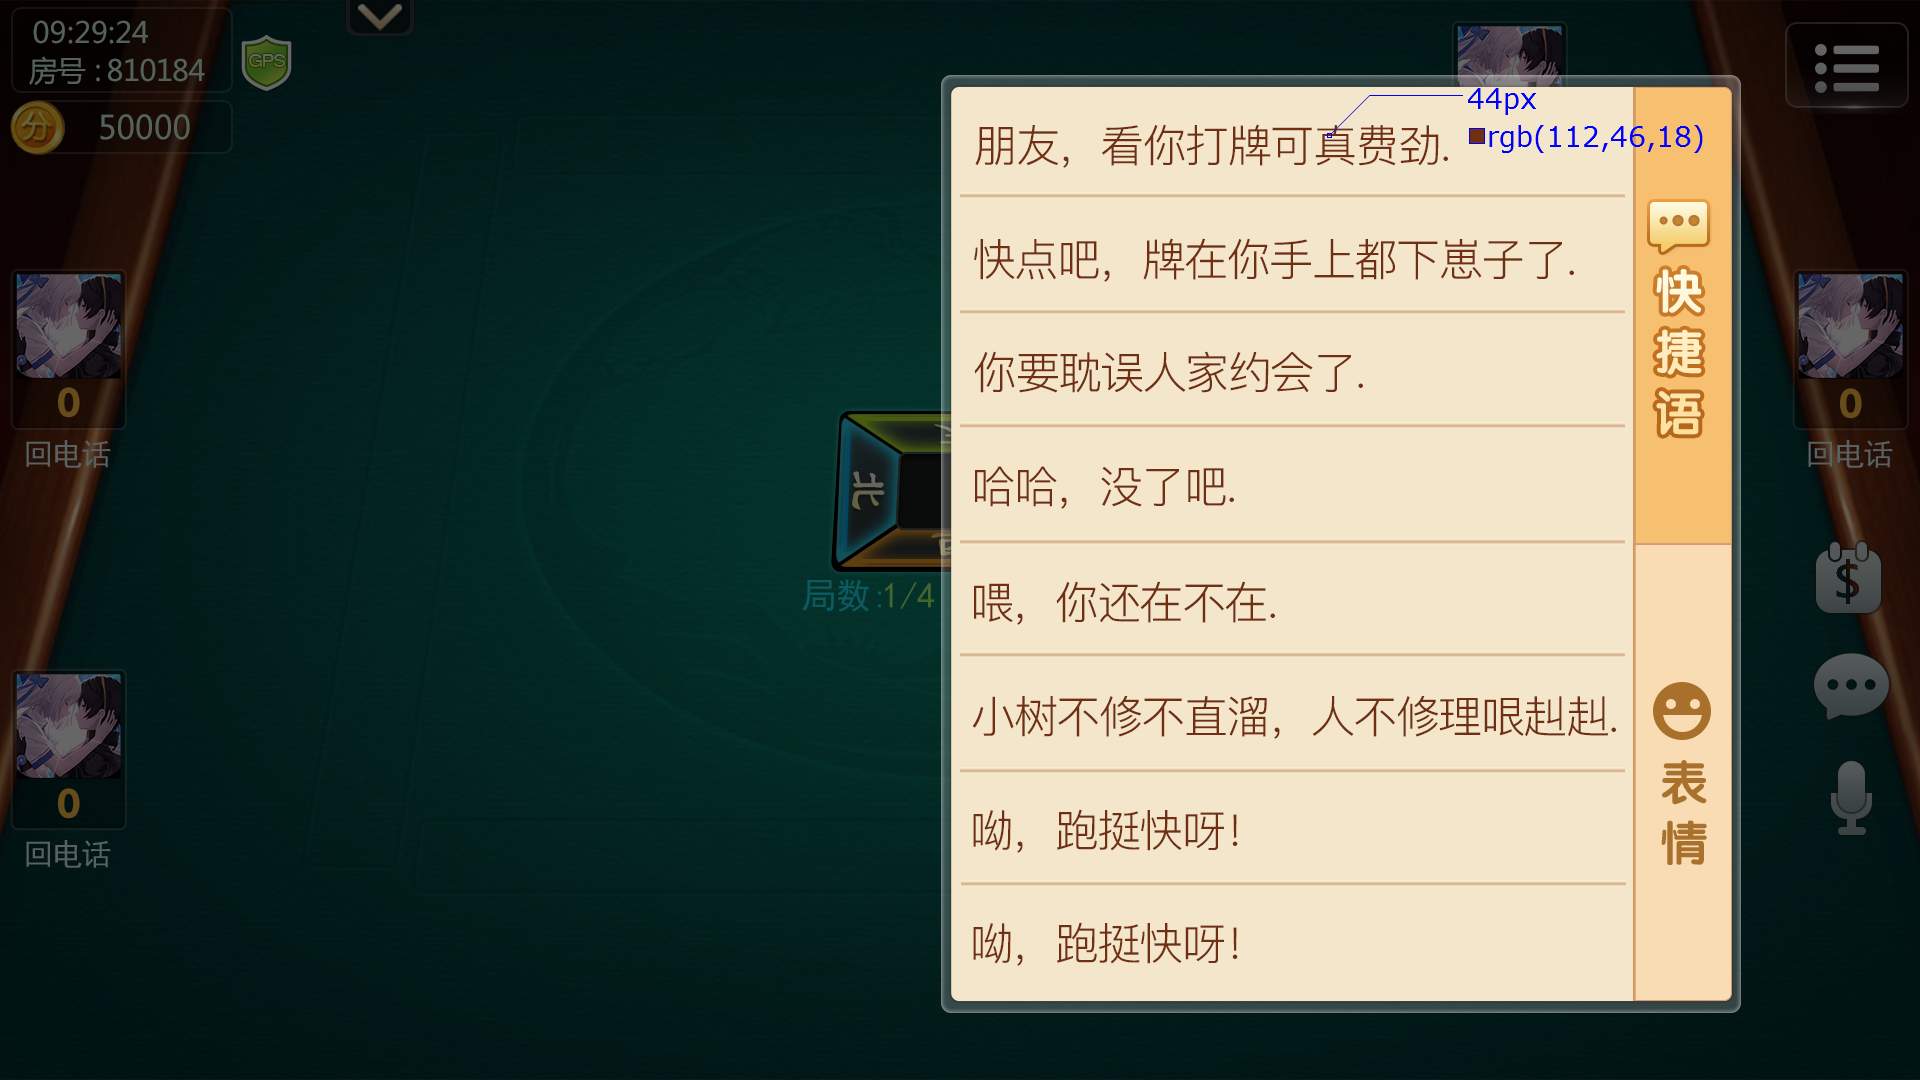 09:29:24
房号:810184
GPS
分
50000
0
回电话
0
回电话
北
局数:1/4
朋友，看你打牌可真费劲.
44px
rgb(112,46,18)
快点吧，牌在你手上都下崽子了.
你要耽误人家约会了.
哈哈，没了吧.
喂，你还在不在.
小树不修不直溜，人不修理哏赳赳.
呦，跑挺快呀！
呦，跑挺快呀！
快捷语
表情
0
回电话
$